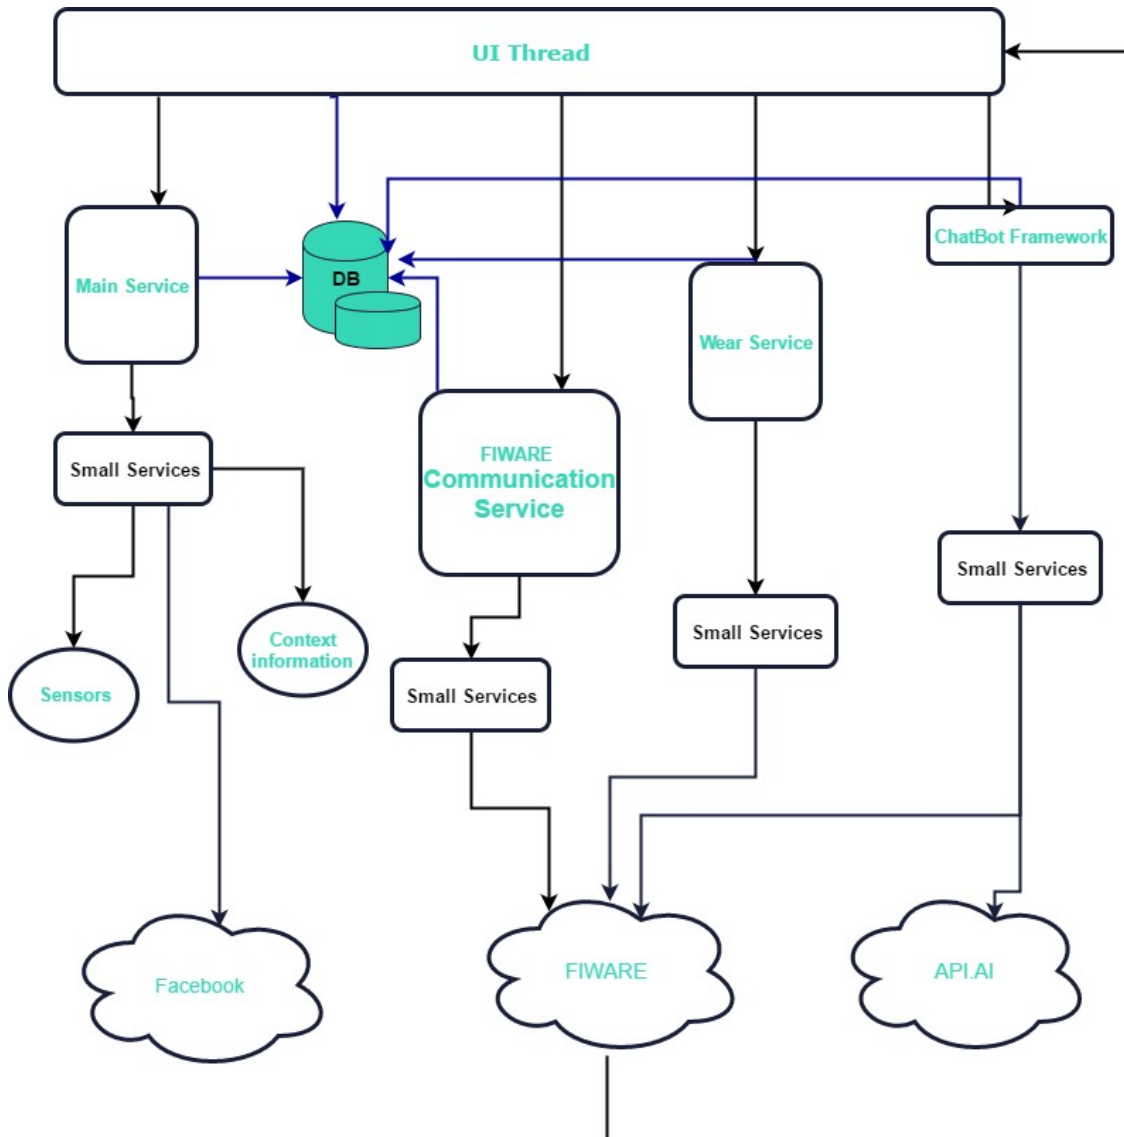 UI Thread
ChatBot Framework
Main Service
DB
Wear Service
FIWARE
Communication
Service
Small Services
Small Services
Small Services
Small Services
Context
information
Sensors
Facebook
FIWARE
API.AI